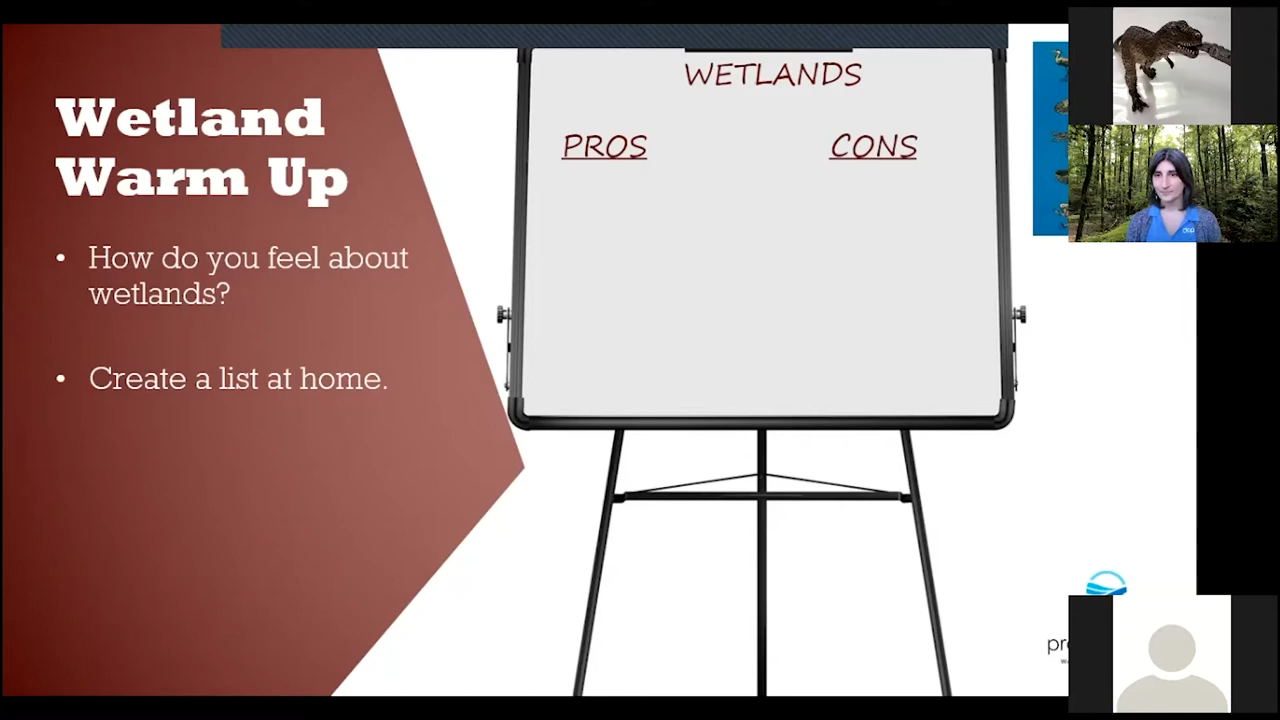 Wetland
Warm Up
• How do you feel about
wetlands?
• Create a list at home.
WETLANDS
PROS
CONS